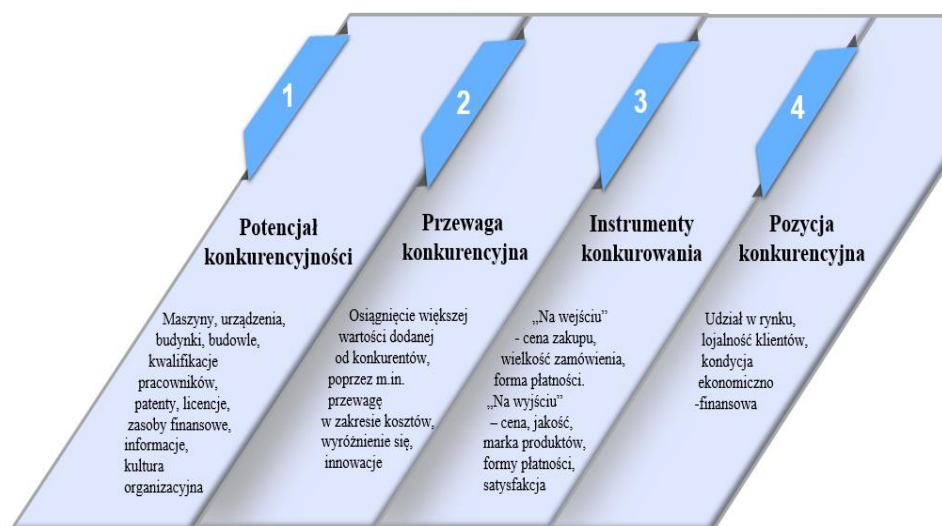 1
Potencjał
konkurencyjności
Maszyny, urządzenia,
budynki, budowle,
kwalifikacje
pracowników,
patenty, licencje,
zasoby finansowe,
informacje,
kultura
organizacyjna
2
Przewaga
konkurencyjna
Osiągnięcie większej
wartości dodanej
od konkurentów,
poprzez m.in.
przewagę
w zakresie kosztów,
wyróżnienie się,
innowacje
3
Instrumenty
konkurowania
„Na wejściu”
- cena zakupu,
wielkość zamówienia,
forma płatności.
„Na wyjściu”
– cena, jakość,
marka produktów,
formy płatności,
satysfakcja
4
Pozycja
konkurencyjna
Udział w rynku,
lojalność klientów,
kondycja
ekonomiczno
-finansowa